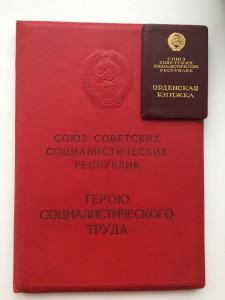 СОЮЗ
СОВЕТСКИХ
СОЦИАЛИСТИЧЕСКИХ
РЕСПУБЛИК
ОРДЕНСКАЯ
КНИЖКА
СОЮЗ СОВЕТСКИХ
СОЦИАЛИСТИЧЕСКИХ
РЕСПУБЛИК
ГЕРОЮ
СОЦИАЛИСТИЧЕСКОГО
ТРУДА